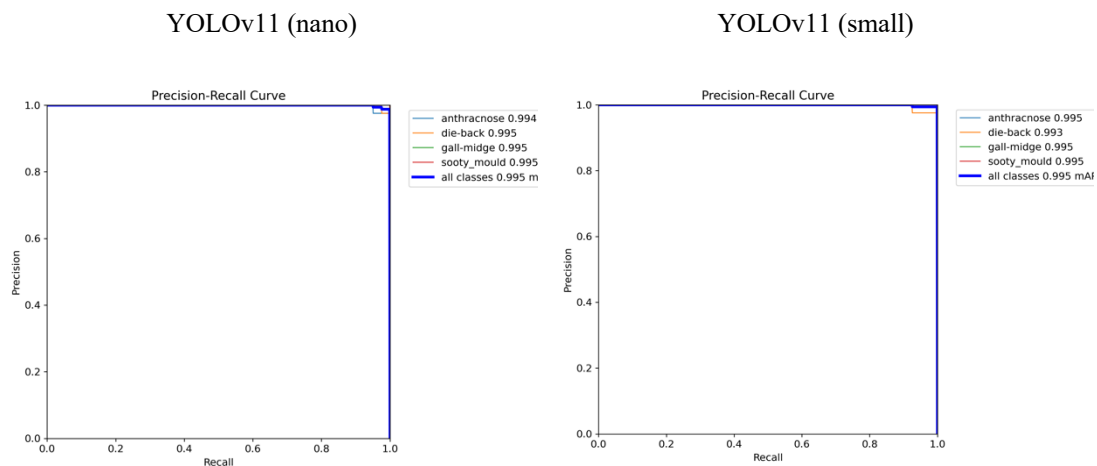 YOLOv11 (nano)
YOLOv11 (small)
Precision-Recall Curve
1.0
0.8
0.6
0.4
0.2
0.0
Precision
0.0 0.2 0.4 0.6 0.8 1.0
Recall
anthracnose 0.994
die-back 0.995
gall-midge 0.995
sooty_mould 0.995
all classes 0.995 m
Precision-Recall Curve
1.0
0.8
0.6
0.4
0.2
0.0
Precision
0.0 0.2 0.4 0.6 0.8 1.0
Recall
anthracnose 0.995
die-back 0.993
gall-midge 0.995
sooty_mould 0.995
all classes 0.995 mAP